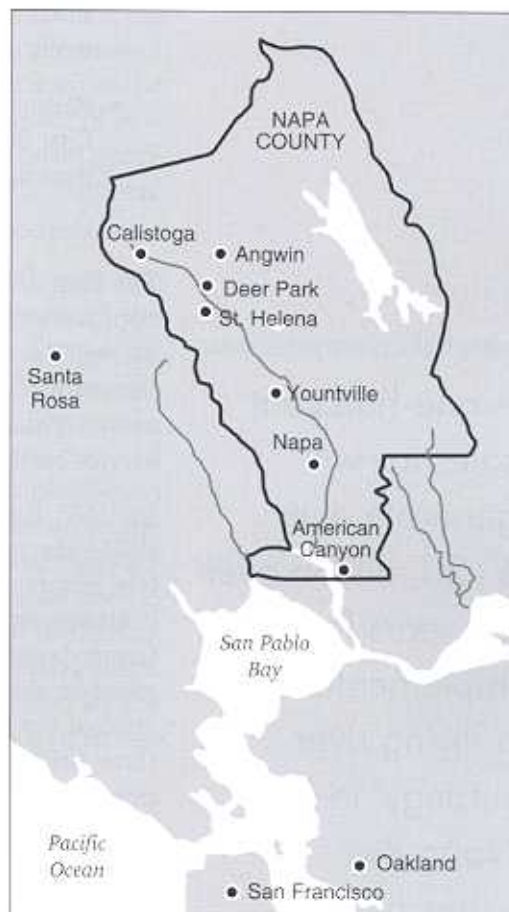 NAPA
COUNTY
Calistoga
Angwin
Deer Park
St. Helena
Santa
Rosa
Yountville
Napa
American
Canyon
San Pablo
Bay
Pacific
Ocean
Oakland
San Francisco